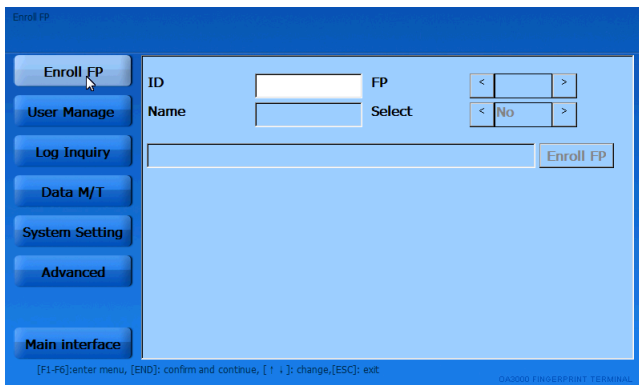 Enroll FP
Enroll FP
ID FP < >
User Manage
Name Select < No >
Log Inquiry
Enroll FP
Data M/T
System Setting
Advanced
Main interface
[F1-F6]:enter menu, [END]: confirm and continue, [ ↑ ↓ ]: change,[ESC]: exit
OA3000 FINGERPRINT TERMINAL